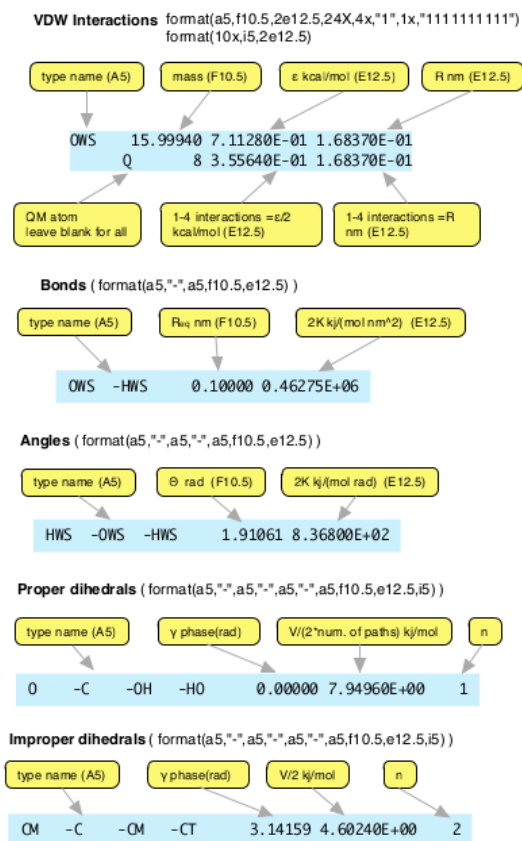 VDW Interactions format(a5,f10.5,2e12.5,24X,4x,"1",1x,"1111111111")
format(10x,i5,2e12.5)
type name (A5) mass (F10.5) ε kcal/mol (E12.5) R nm (E12.5)
OWS 15.99940 7.11280E-01 1.68370E-01
Q 8 3.55640E-01 1.68370E-01
QM atom
leave blank for all
1-4 interactions =ε/2
kcal/mol (E12.5)
1-4 interactions =R
nm (E12.5)
Bonds ( format(a5,"-",a5,f10.5,e12.5) )
type name (A5) Req nm (F10.5) 2K kj/(mol nm^2) (E12.5)
OWS -HWS 0.10000 0.46275E+06
Angles ( format(a5,"-",a5,"-",a5,f10.5,e12.5) )
type name (A5) Θ rad (F10.5) 2K kj/(mol rad) (E12.5)
HWS -OWS -HWS 1.91061 8.36800E+02
Proper dihedrals ( format(a5,"-",a5,"-",a5,"-",a5,f10.5,e12.5,i5) )
type name (A5) γ phase(rad) V/(2*num. of paths) kj/mol n
O -C -OH -HO 0.00000 7.94960E+00 1
Improper dihedrals ( format(a5,"-",a5,"-",a5,"-",a5,f10.5,e12.5,i5) )
type name (A5) γ phase(rad) V/2 kj/mol n
CM -C -CM -CT 3.14159 4.60240E+00 2